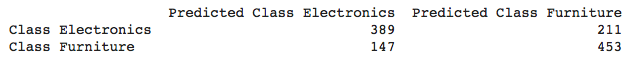 Predicted Class Electronics Predicted Class Furniture
Class Electronics 389 211
Class Furniture 147 453